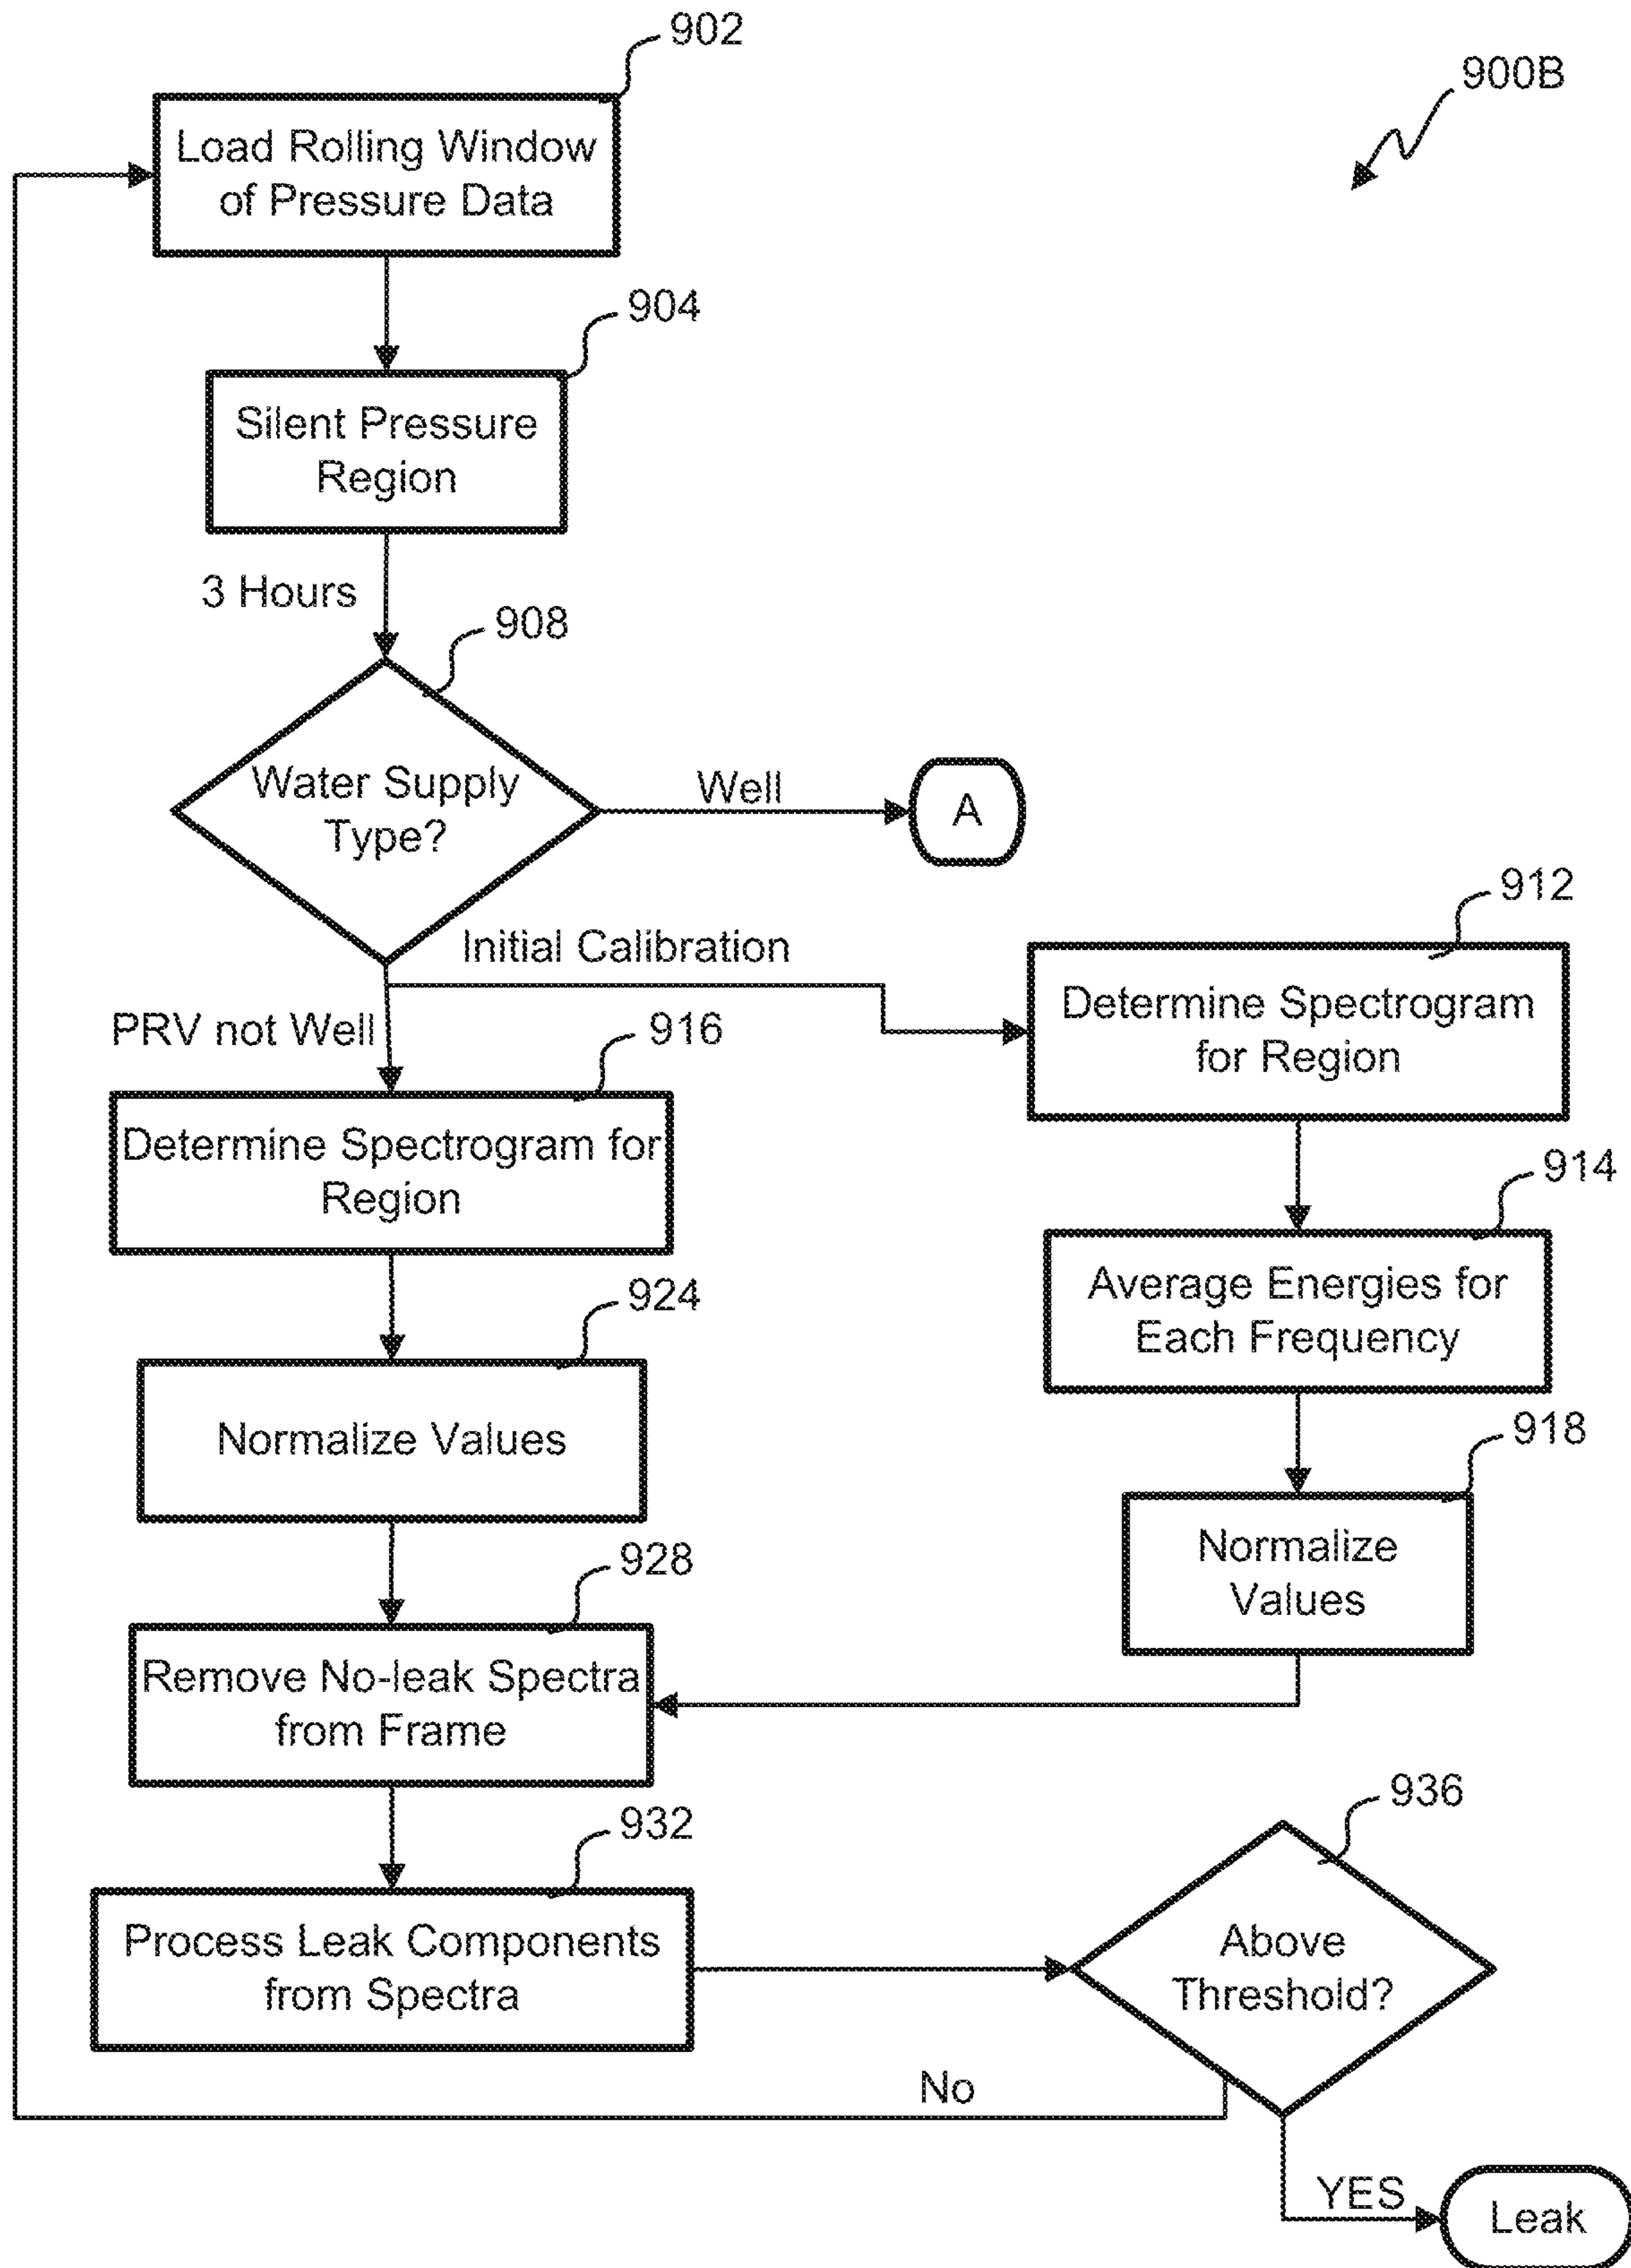 902
900B
Load Rolling Window
of Pressure Data
904
Silent Pressure
Region
3 Hours
908
Water Supply
Type?
Well
A
912
Initial Calibration
Determine Spectrogram
for Region
PRV not Well
916
Determine Spectrogram for
Region
914
Average Energies for
Each Frequency
924
Normalize Values
918
Normalize
Values
928
Remove No-leak Spectra
from Frame
936
932
Process Leak Components
from Spectra
Above
Threshold?
No
YES
Leak